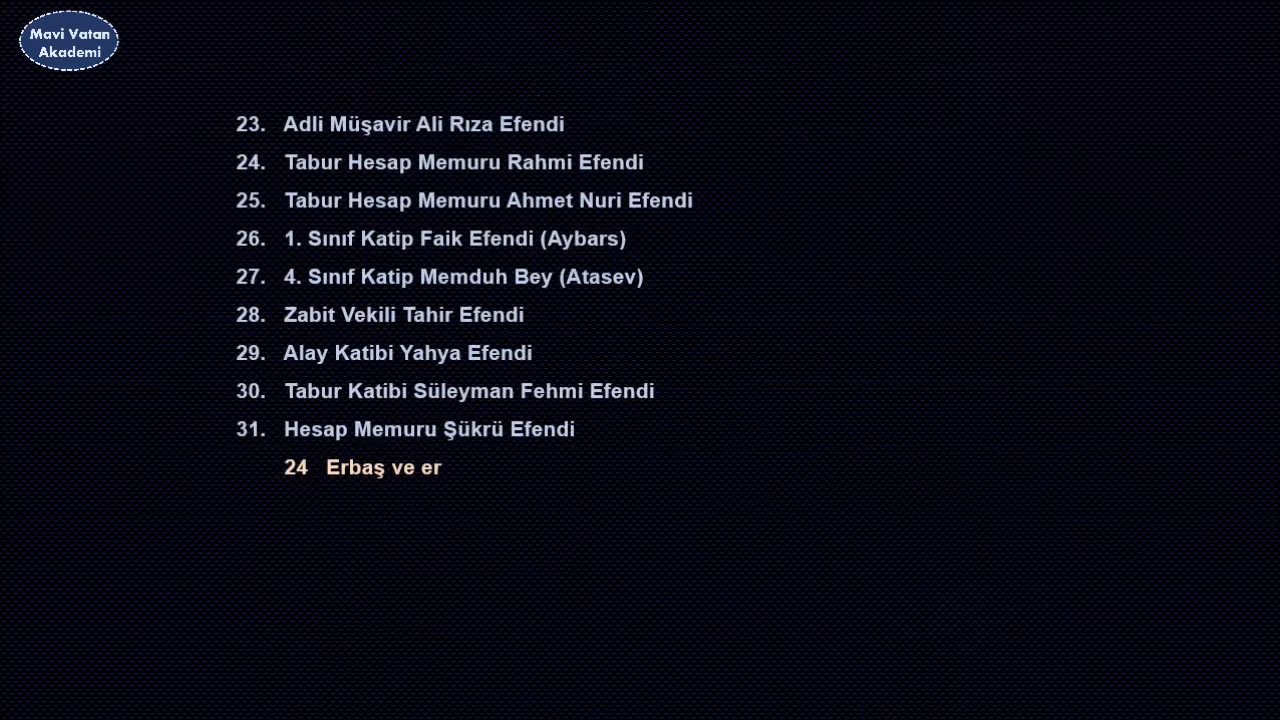 Mavi Vatan
Akademi
23. Adli Müşavir Ali Rıza Efendi
24. Tabur Hesap Memuru Rahmi Efendi
25. Tabur Hesap Memuru Ahmet Nuri Efendi
26. 1. Sınıf Katip Faik Efendi (Aybars)
27. 4. Sınıf Katip Memduh Bey (Atasev)
28. Zabit Vekili Tahir Efendi
29. Alay Katibi Yahya Efendi
30. Tabur Katibi Süleyman Fehmi Efendi
31. Hesap Memuru Şükrü Efendi
24 Erbaş ve er